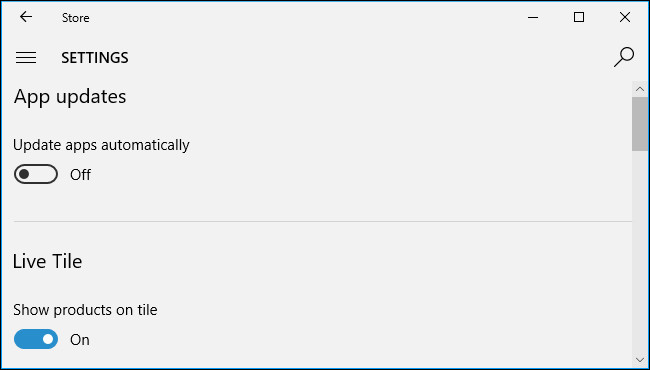 Store
SETTINGS
App updates
Update apps automatically
Off
Live Tile
Show products on tile
On